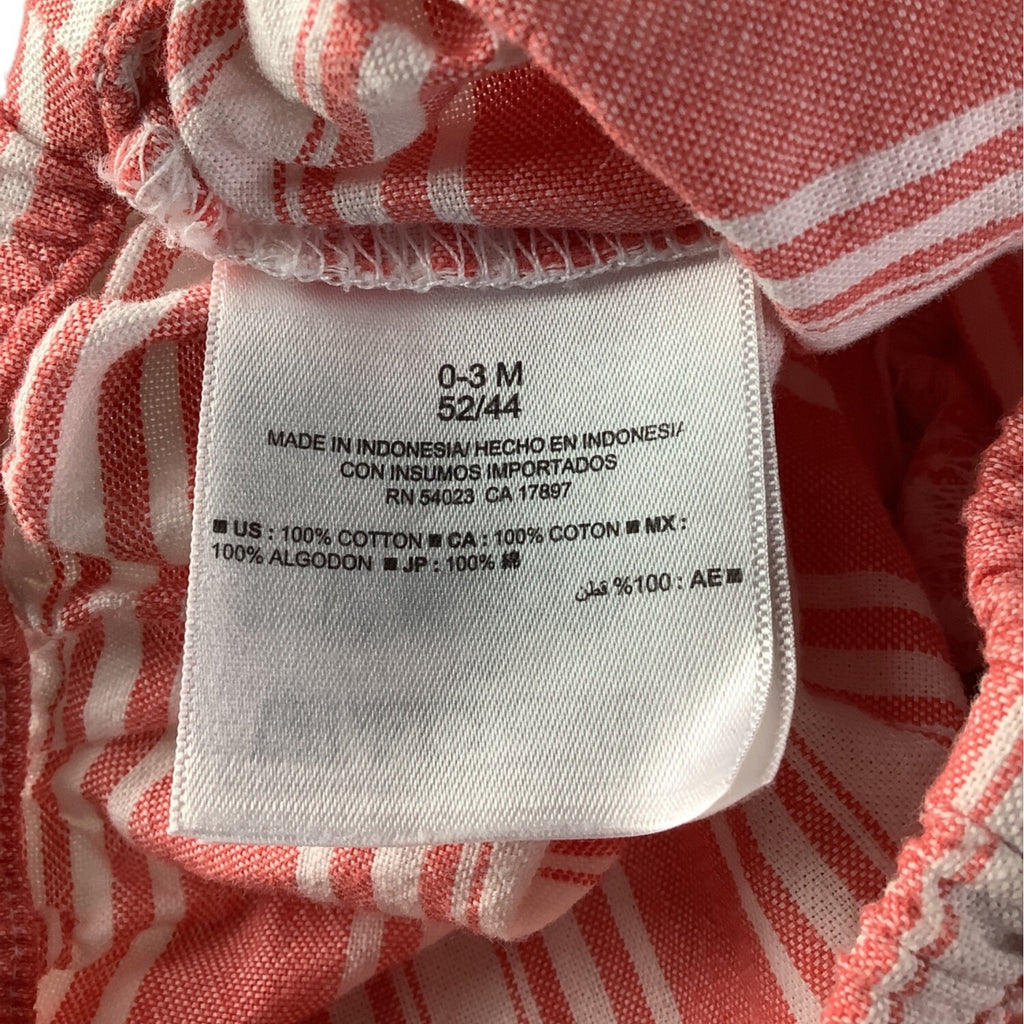 0-3 M
52/44
MADE IN INDONESIA/ HECHO EN INDONESIA
CON INSUMOS IMPORTADOS
RN 54023 CA 17897
■ US : 100% COTTON ■ CA : 100% COTON ■ MX :
100% ALGODON ■ JP : 100% 綿
■ AE : 100% قطن